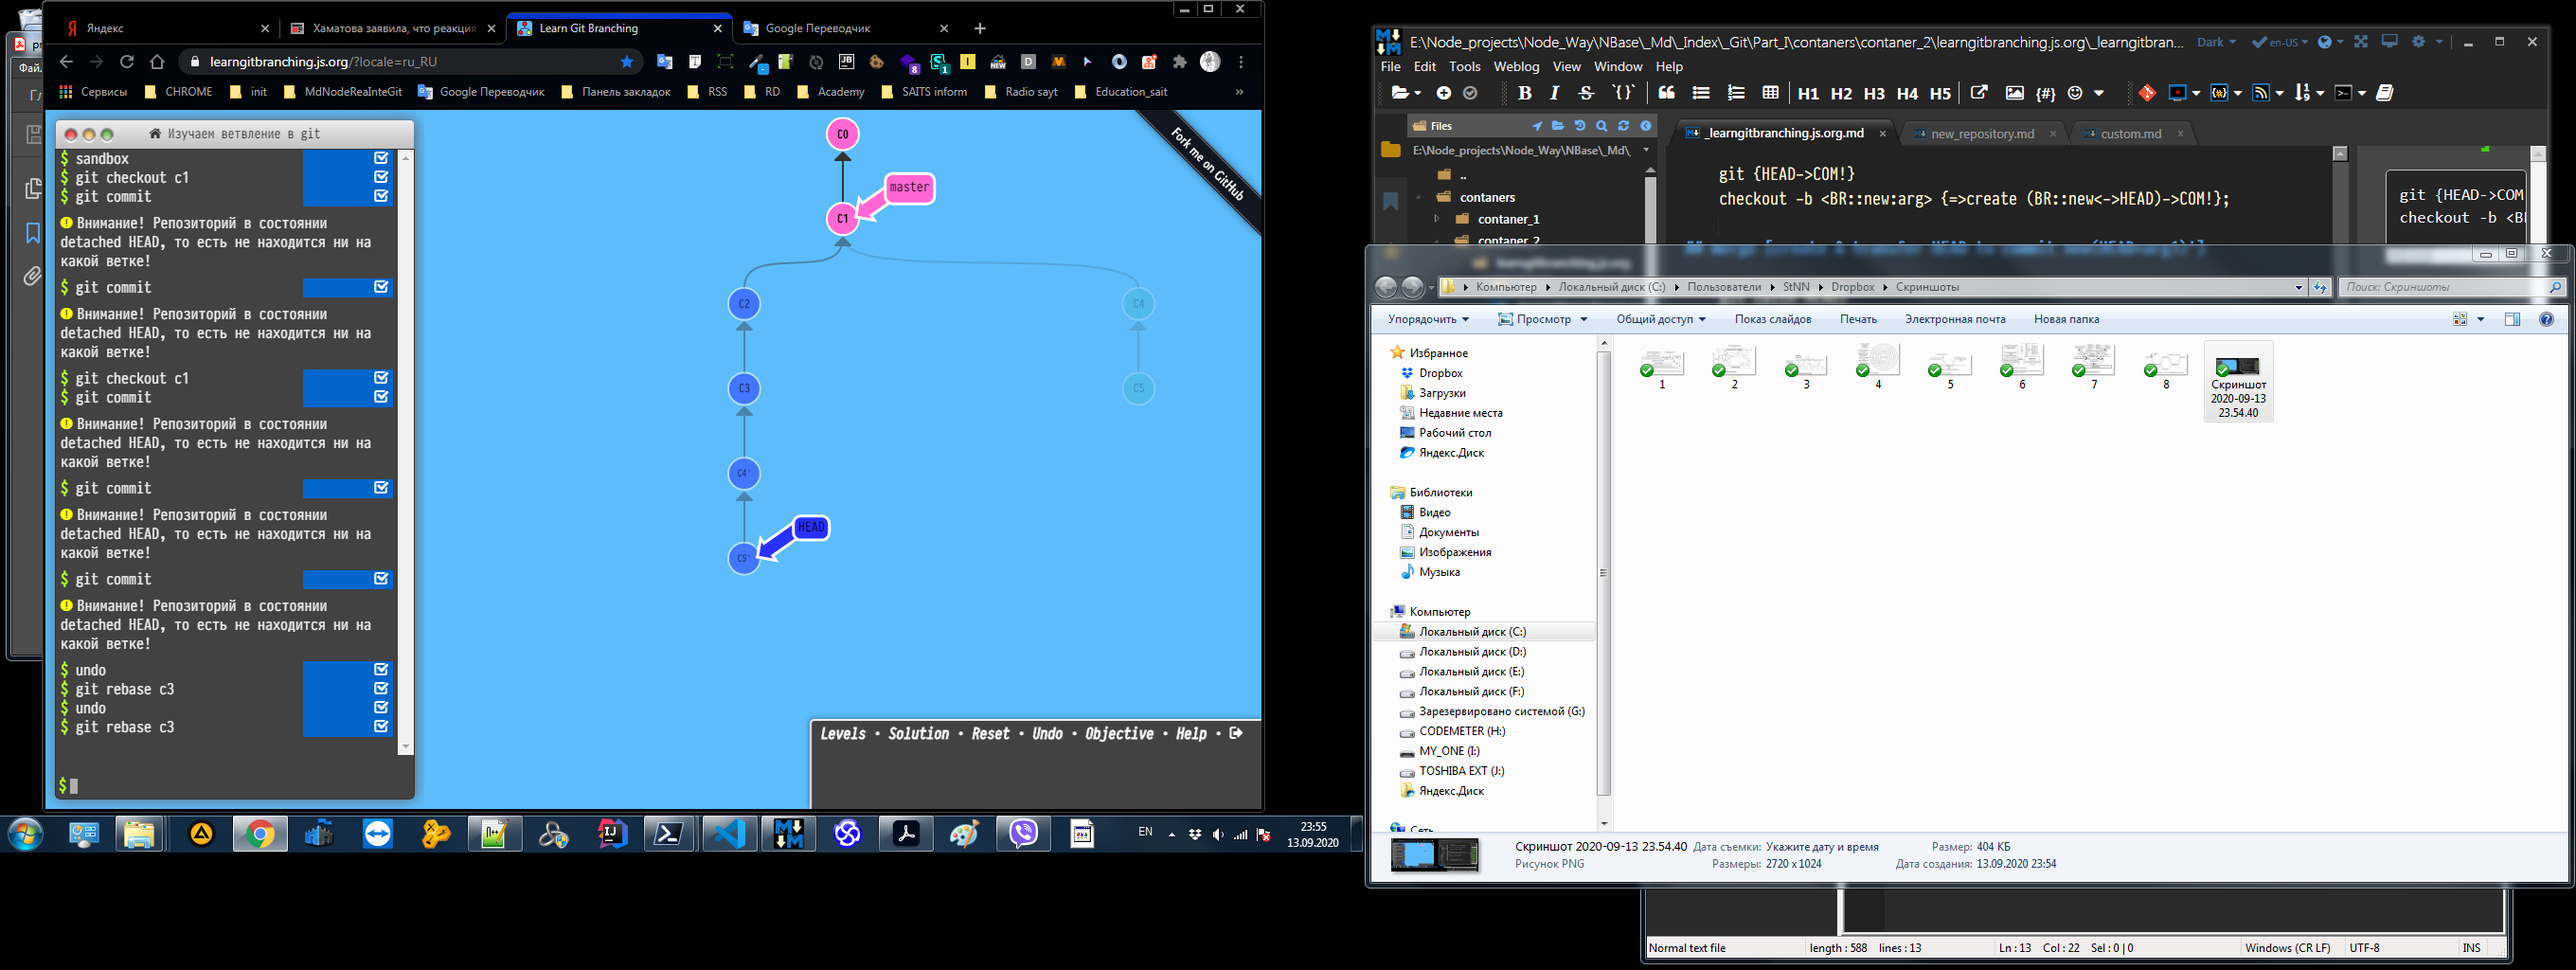 Яндекс
Хаматова заявила, что реакция
Learn Git Branching
Google Переводчик
learngitbranching.js.org/?locale=ru_RU
Сервисы
CHROME
init
MdNodeReaInteGit
Google Переводчик
Панель закладок
RSS
RD
Academy
SAITS inform
Radio sayt
Education_sait
»
Изучаем ветвление в git
$ sandbox
$ git checkout c1
$ git commit
Внимание! Репозиторий в состоянии
detached HEAD, то есть не находится ни на
какой ветке!
$ git commit
Внимание! Репозиторий в состоянии
detached HEAD, то есть не находится ни на
какой ветке!
$ git checkout c1
$ git commit
Внимание! Репозиторий в состоянии
detached HEAD, то есть не находится ни на
какой ветке!
$ git commit
Внимание! Репозиторий в состоянии
detached HEAD, то есть не находится ни на
какой ветке!
$ git commit
Внимание! Репозиторий в состоянии
detached HEAD, то есть не находится ни на
какой ветке!
$ undo
$ git rebase c3
$ undo
$ git rebase c3
$
C0
master
C1
C2
C4
C3
C5
C4'
HEAD
C5'
Fork me on GitHub
Levels • Solution • Reset • Undo • Objective • Help •
EN
23:55
13.09.2020
E:\Node_projects\Node_Way\NBase\_Md\_Index\_Git\Part_I\contaners\contaner_2\learngitbranching.js.org\_learngitbran...
Dark
en-US
File Edit Tools Weblog View Window Help
H1 H2 H3 H4 H5
Files
E:\Node_projects\Node_Way\NBase\_Md\
..
contaners
contaner_1
contaner_2
_learngitbranching.js.org.md
new_repository.md
custom.md
git {HEAD->COM!}
checkout -b <BR::new:arg> {=>create (BR::new<->HEAD)->COM!};
git {HEAD->COM
checkout -b <B
Компьютер
Локальный диск (C:)
Пользователи
StNN
Dropbox
Скриншоты
Поиск: Скриншоты
Упорядочить
Просмотр
Общий доступ
Показ слайдов
Печать
Электронная почта
Новая папка
Избранное
Dropbox
Загрузки
Недавние места
Рабочий стол
Яндекс.Диск
Библиотеки
Видео
Документы
Изображения
Музыка
Компьютер
Локальный диск (C:)
Локальный диск (D:)
Локальный диск (E:)
Локальный диск (F:)
Зарезервировано системой (G:)
CODEMETER (H:)
MY_ONE (I:)
TOSHIBA EXT (J:)
Яндекс.Диск
Сеть
1
2
3
4
5
6
7
8
Скриншот
2020-09-13
23.54.40
Скриншот 2020-09-13 23.54.40
Дата съемки: Укажите дату и время
Размер: 404 КБ
Рисунок PNG
Размеры: 2720 x 1024
Дата создания: 13.09.2020 23:54
Normal text file
length : 588 lines : 13
Ln : 13 Col : 22 Sel : 0 | 0
Windows (CR LF)
UTF-8
INS